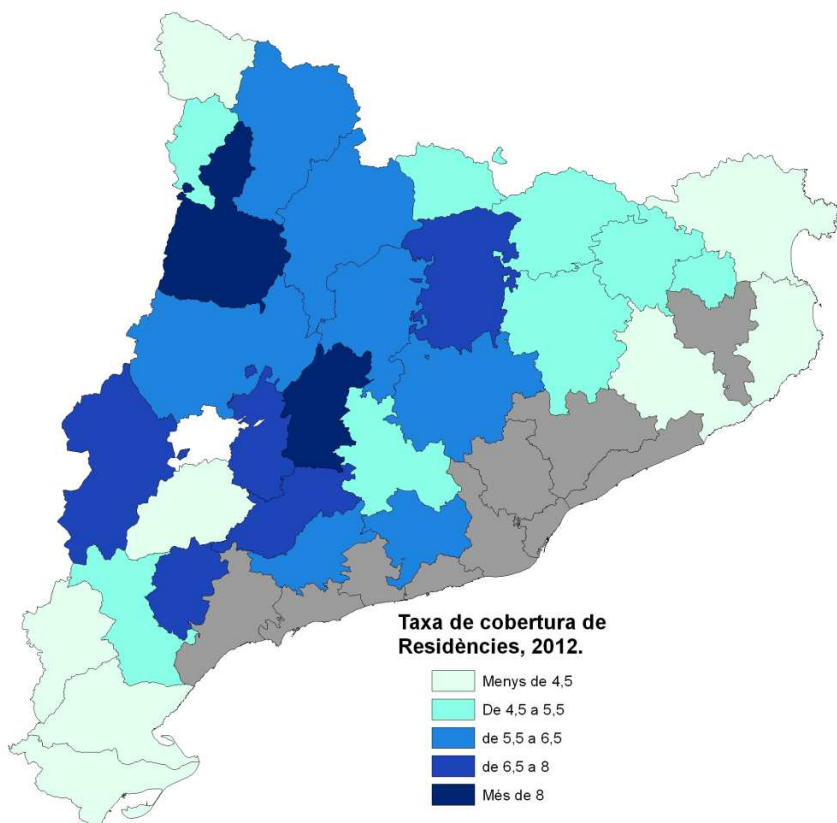 Taxa de cobertura de
Residències, 2012.
Menys de 4,5
De 4,5 a 5,5
de 5,5 a 6,5
de 6,5 a 8
Més de 8